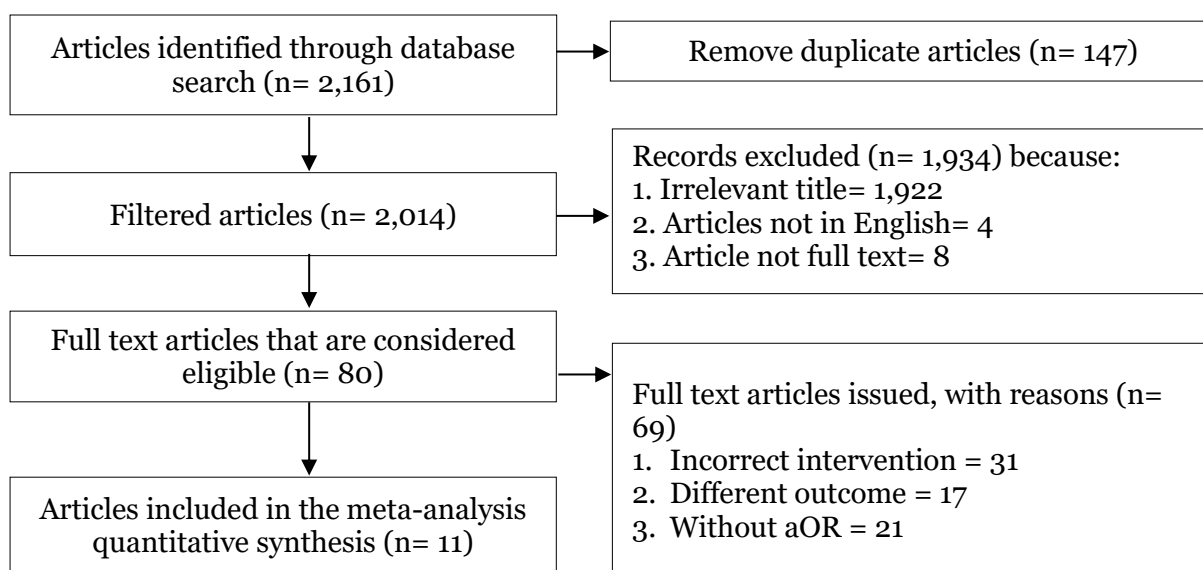 Articles identified through database
search (n= 2,161)
Remove duplicate articles (n= 147)
Filtered articles (n= 2,014)
Records excluded (n= 1,934) because:
1. Irrelevant title= 1,922
2. Articles not in English= 4
3. Article not full text= 8
Full text articles that are considered
eligible (n= 80)
Full text articles issued, with reasons (n=
69)
1. Incorrect intervention = 31
2. Different outcome = 17
3. Without aOR = 21
Articles included in the meta-analysis
quantitative synthesis (n= 11)